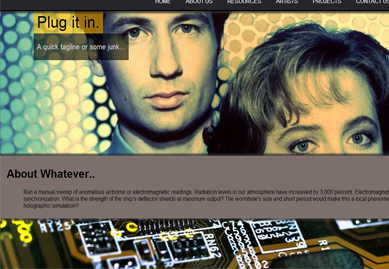 HOME ABOUT US RESOURCES ARTISTS PROJECTS CONTACT US
Plug it in.
A quick tagline or some junk...
About Whatever..
Run a manual sweep of anomalous airborne or electromagnetic readings. Radiation levels in our atmosphere have increased by 3,000 percent. Electromagnet
synchronization. What is the strength of the ship's deflector shields at maximum output? The wormhole's size and short period would make this a local phenome
holographic simulation?
RN62